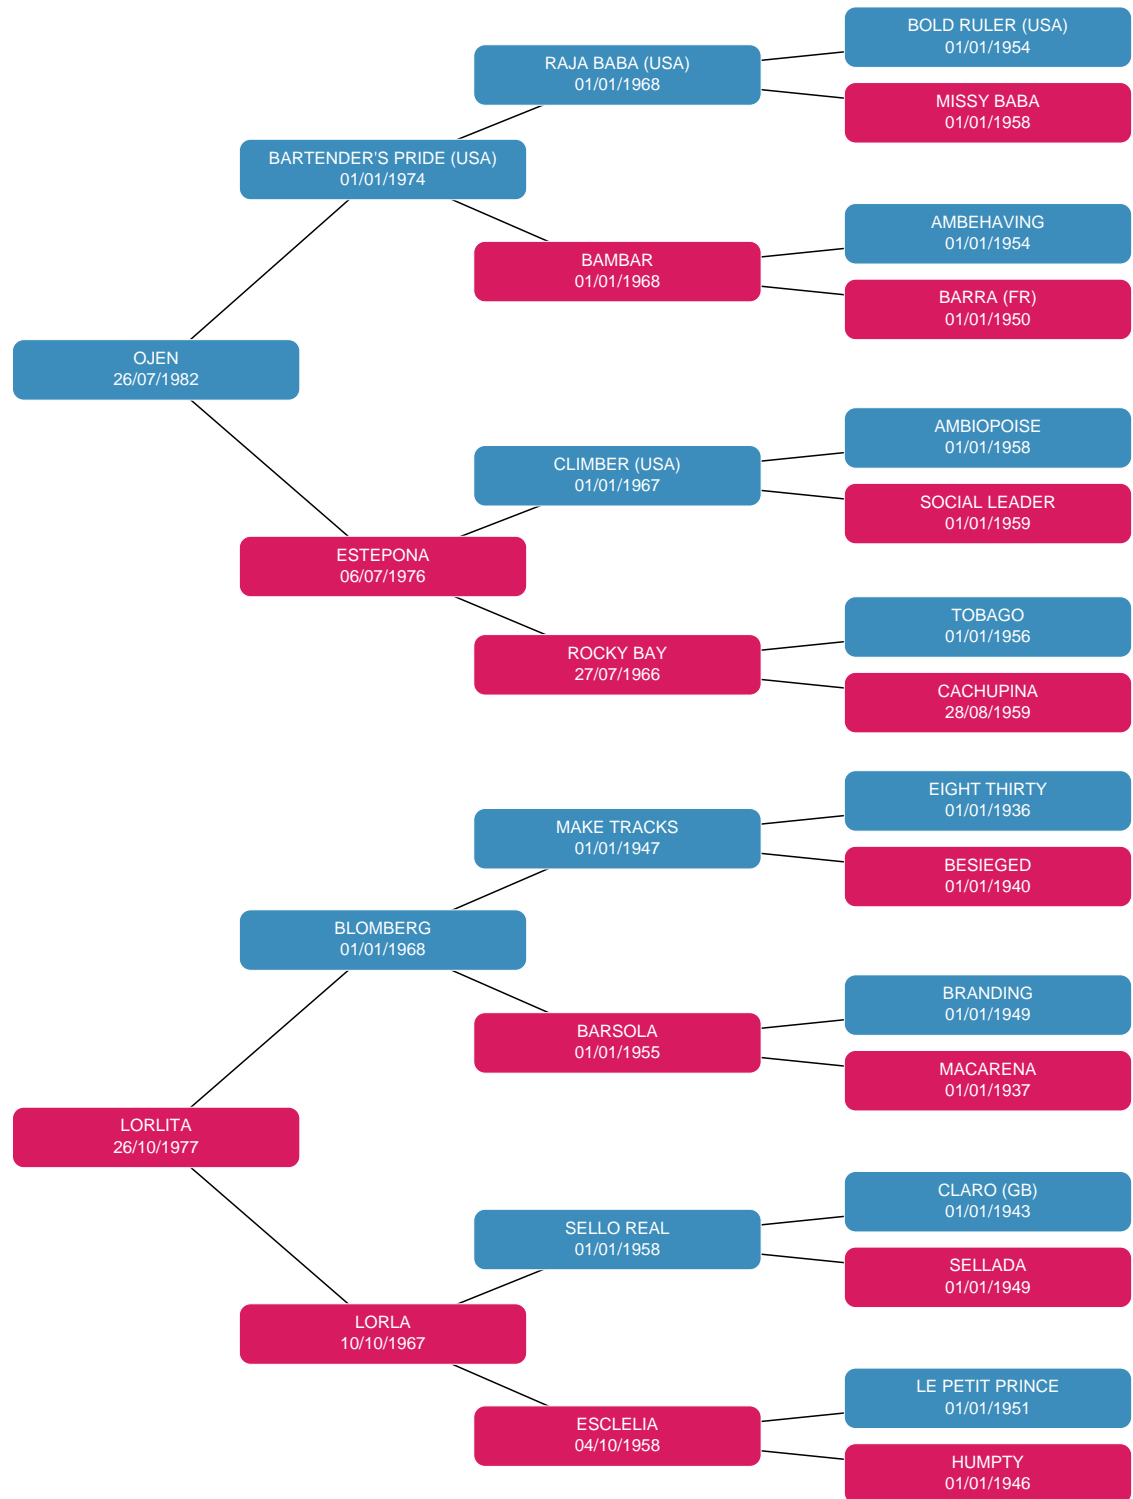 BOLD RULER (USA)
01/01/1954
RAJA BABA (USA)
01/01/1968
MISSY BABA
01/01/1958
BARTENDER'S PRIDE (USA)
01/01/1974
AMBEHAVING
01/01/1954
BAMBAR
01/01/1968
BARRA (FR)
01/01/1950
OJEN
26/07/1982
AMBIOPOISE
01/01/1958
CLIMBER (USA)
01/01/1967
SOCIAL LEADER
01/01/1959
ESTEPONA
06/07/1976
TOBAGO
01/01/1956
ROCKY BAY
27/07/1966
CACHUPINA
28/08/1959
EIGHT THIRTY
01/01/1936
MAKE TRACKS
01/01/1947
BESIEGED
01/01/1940
BLOMBERG
01/01/1968
BRANDING
01/01/1949
BARSOLA
01/01/1955
MACARENA
01/01/1937
LORLITA
26/10/1977
CLARO (GB)
01/01/1943
SELLO REAL
01/01/1958
SELLADA
01/01/1949
LORLA
10/10/1967
LE PETIT PRINCE
01/01/1951
ESCLELIA
04/10/1958
HUMPTY
01/01/1946